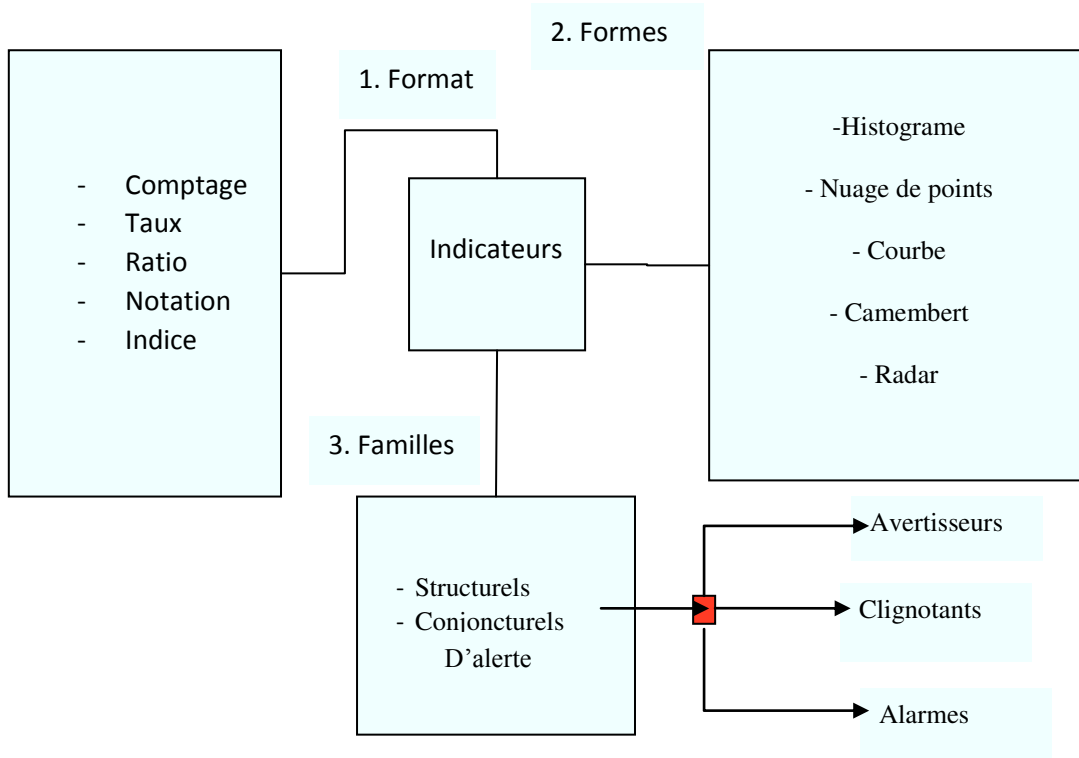 2. Formes
1. Format
- Comptage
- Taux
- Ratio
- Notation
- Indice
Indicateurs
-Histograme
- Nuage de points
- Courbe
- Camembert
- Radar
3. Familles
- Structurels
- Conjoncturels
D’alerte
Avertisseurs
Clignotants
Alarmes